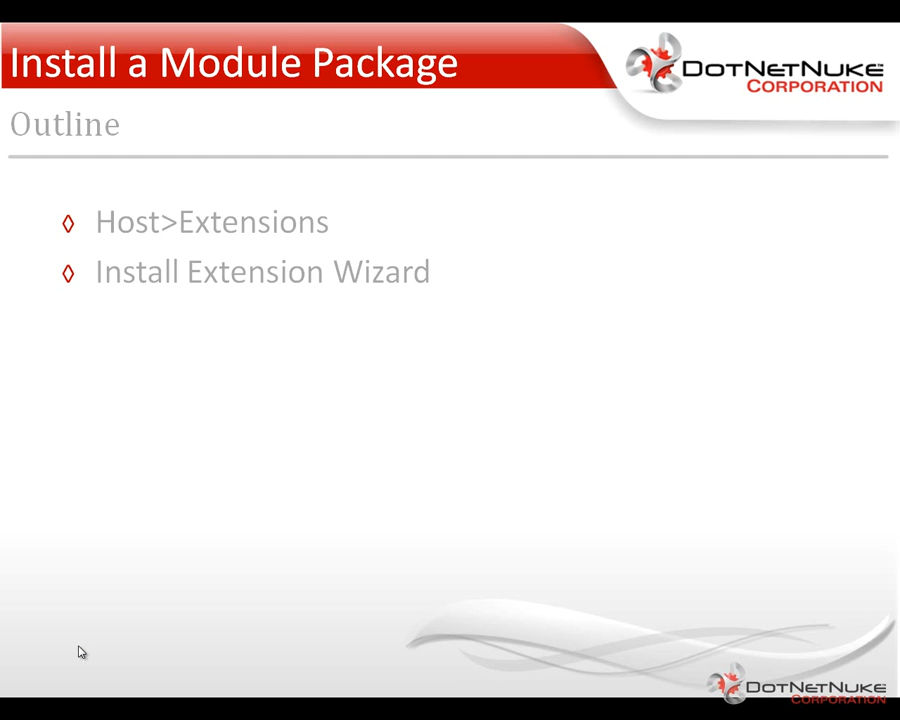 Install a Module Package
DOTNETNUKE
CORPORATION
Outline
Host>Extensions
Install Extension Wizard
DOTNETNUKE
CORPORATION